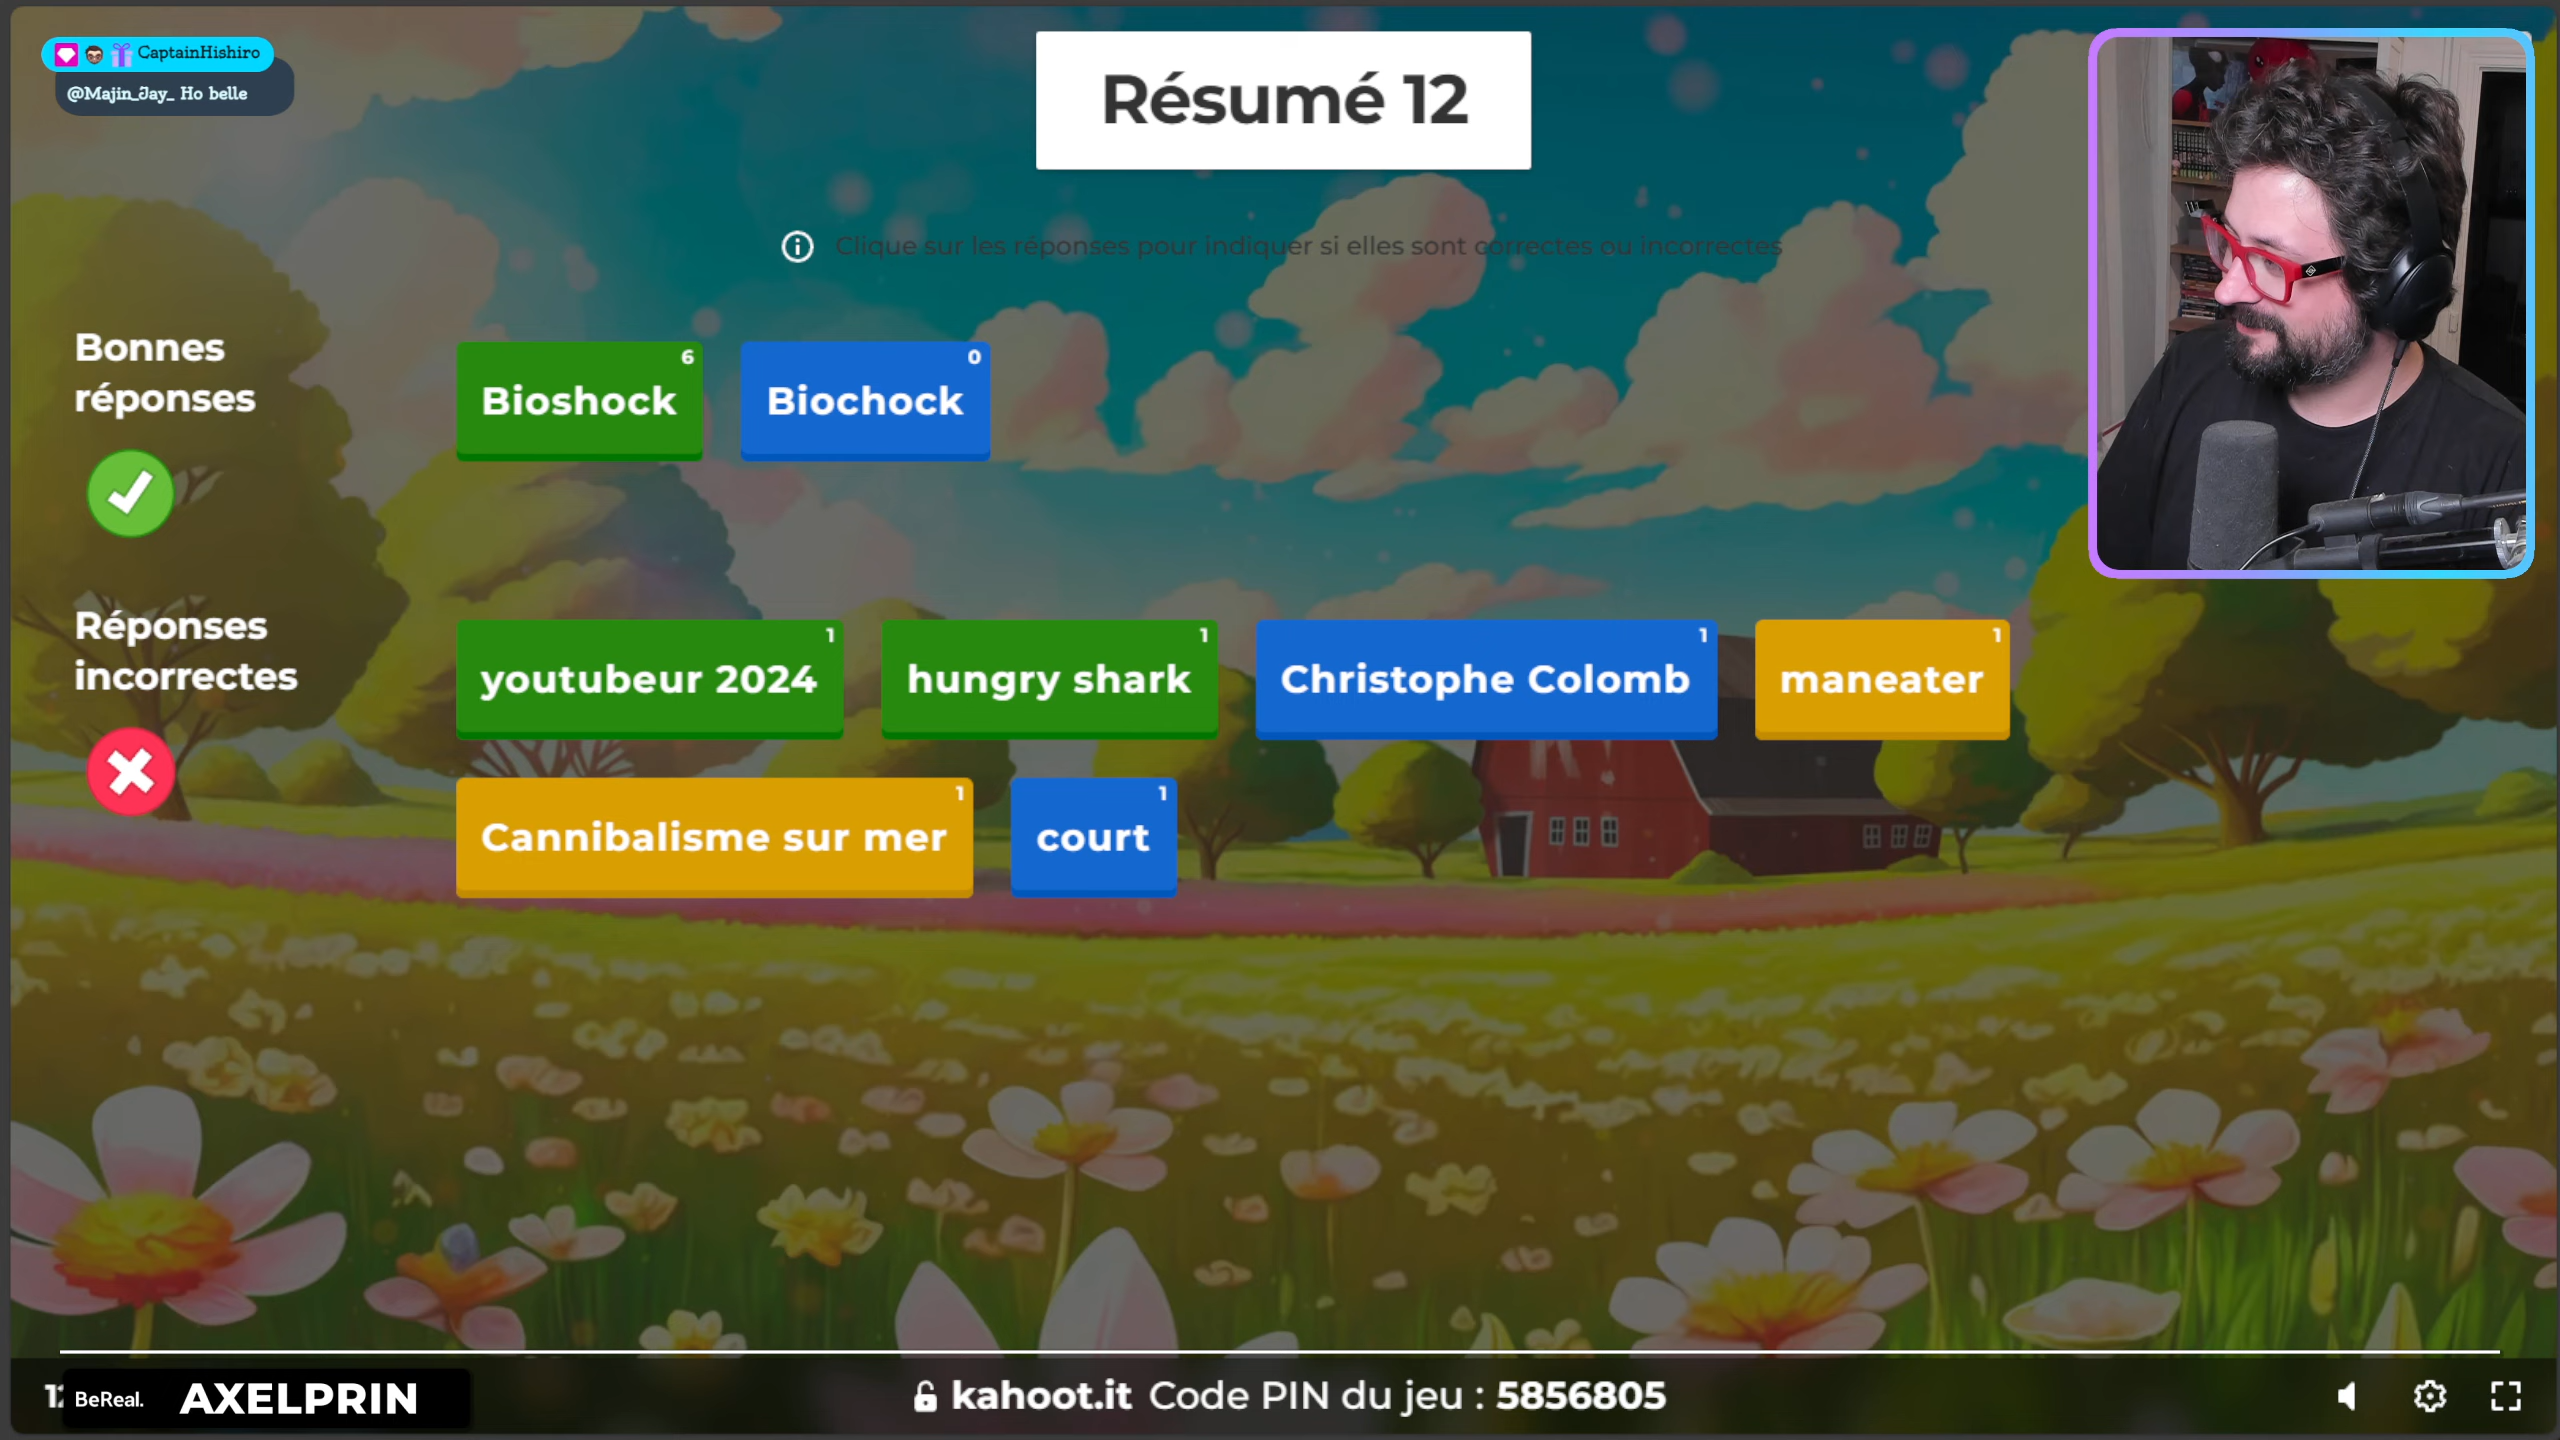 CaptainHishiro
@Majin_Jay_ Ho belle
Résumé 12
Clique sur les réponses pour indiquer si elles sont correctes ou incorrectes
Bonnes
réponses
6
Bioshock
0
Biochock
Réponses
incorrectes
1
youtubeur 2024
1
hungry shark
1
Christophe Colomb
1
maneater
1
Cannibalisme sur mer
1
court
BeReal. AXELPRIN
kahoot.it Code PIN du jeu : 5856805